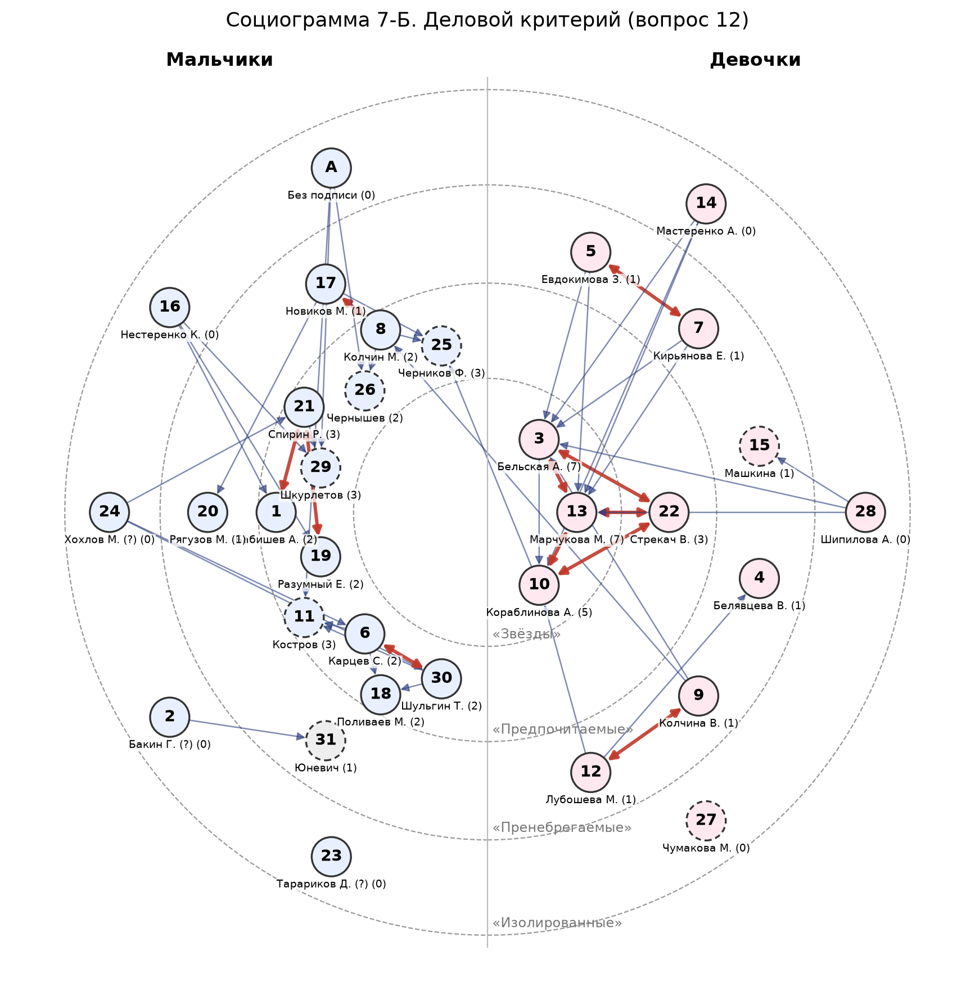 Социограмма 7-Б. Деловой критерий (вопрос 12)
Мальчики
Девочки
A
Без подписи (0)
14
Мастеренко А. (0)
5
Евдокимова З. (1)
17
Новиков М. (1)
16
Нестеренко К. (0)
8
Колчин М. (2)
7
Кирьянова Е. (1)
25
Черников Ф. (3)
26
Чернышев (2)
21
Спирин Р. (3)
3
Бельская А. (7)
15
Машкина (1)
29
Шкурлетов (3)
24
Хохлов М. (?) (0)
20
Рягузов М. (1)
1
абишев А. (2)
13
Марчукова М. (7)
22
Стрекач В. (3)
28
Шипилова А. (0)
19
Разумный Е. (2)
10
Кораблинова А. (5)
4
Белявцева В. (1)
11
Костров (3)
6
Карцев С. (2)
«Звёзды»
30
Шульгин Т. (2)
18
Поливаев М. (2)
9
Колчина В. (1)
2
Бакин Г. (?) (0)
31
Юневич (1)
«Предпочитаемые»
12
Лубошева М. (1)
«Пренебрегаемые»
27
Чумакова М. (0)
23
Тарариков Д. (?) (0)
«Изолированные»